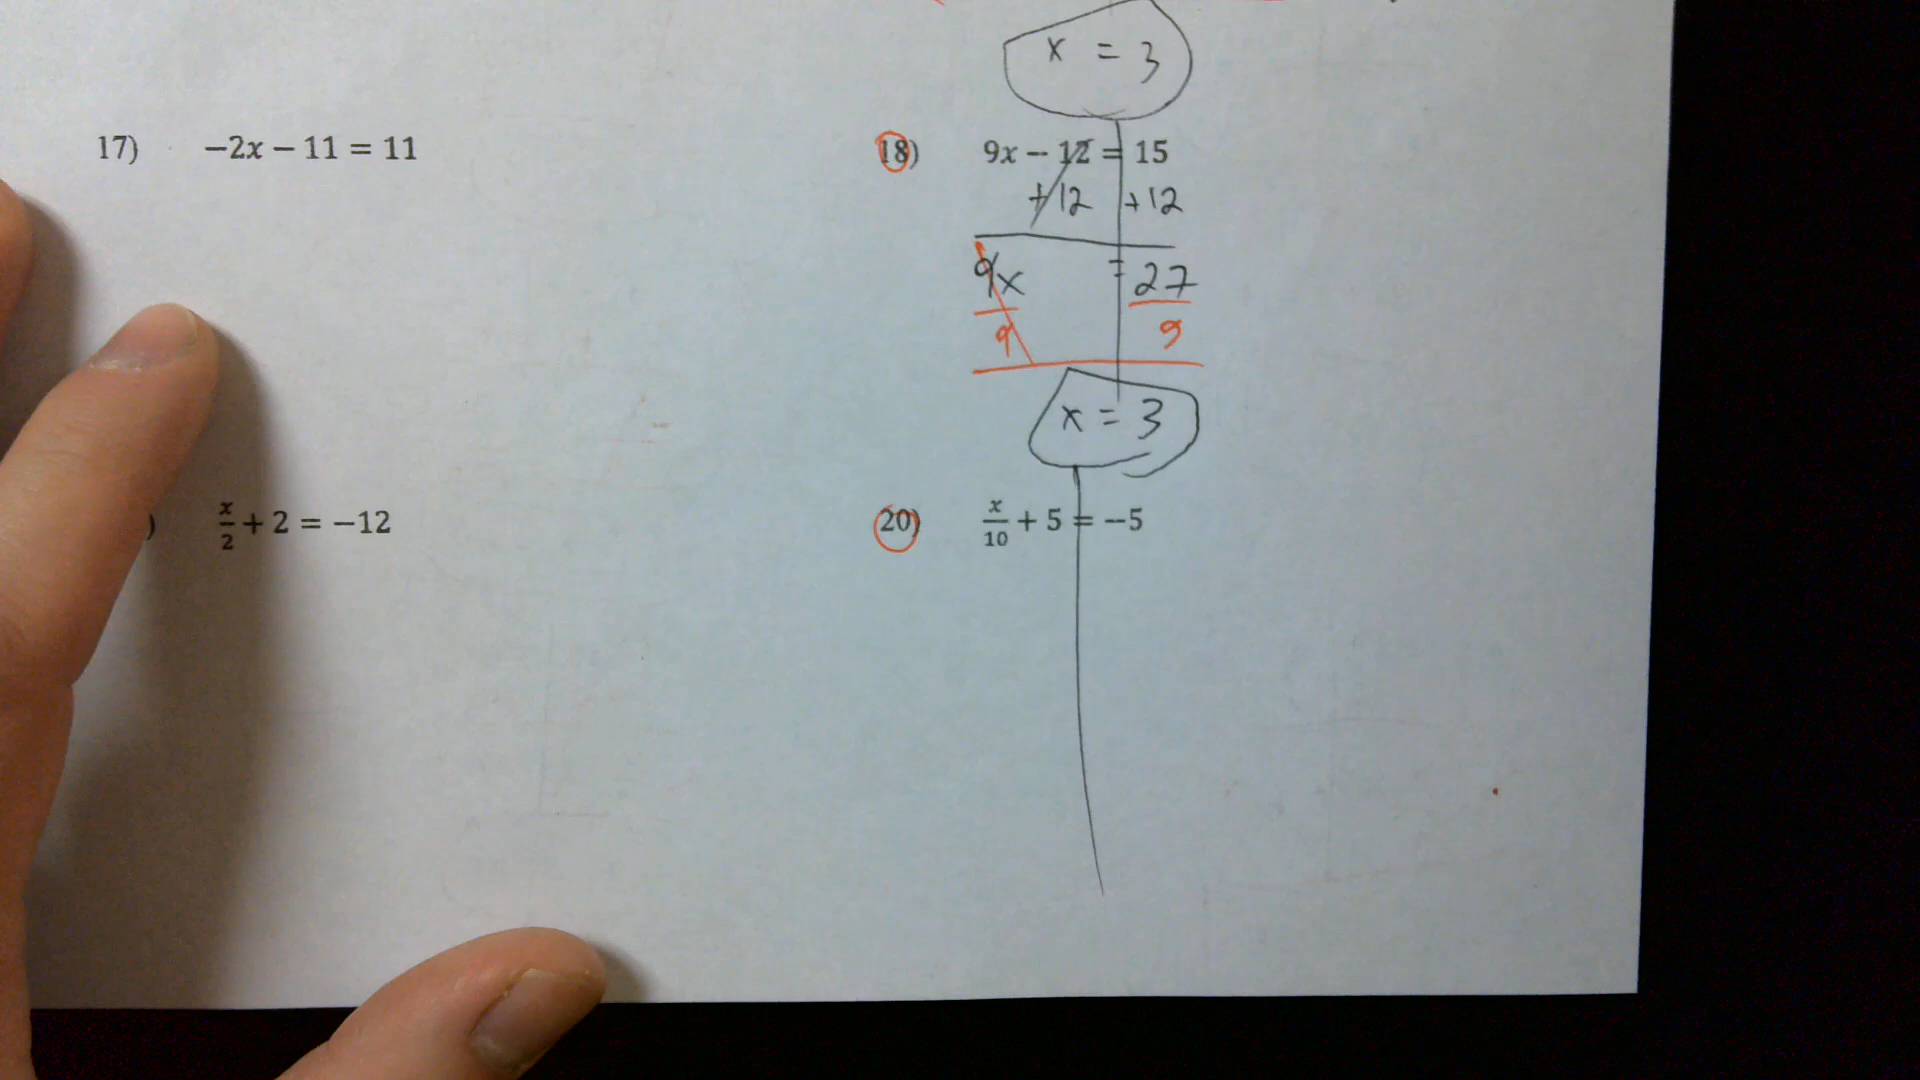 x = 3
17) −2x − 11 = 11
18) 9x − 12 = 15
+12 +12
9x = 27
9 9
x = 3
) x/2 + 2 = −12
20) x/10 + 5 = −5